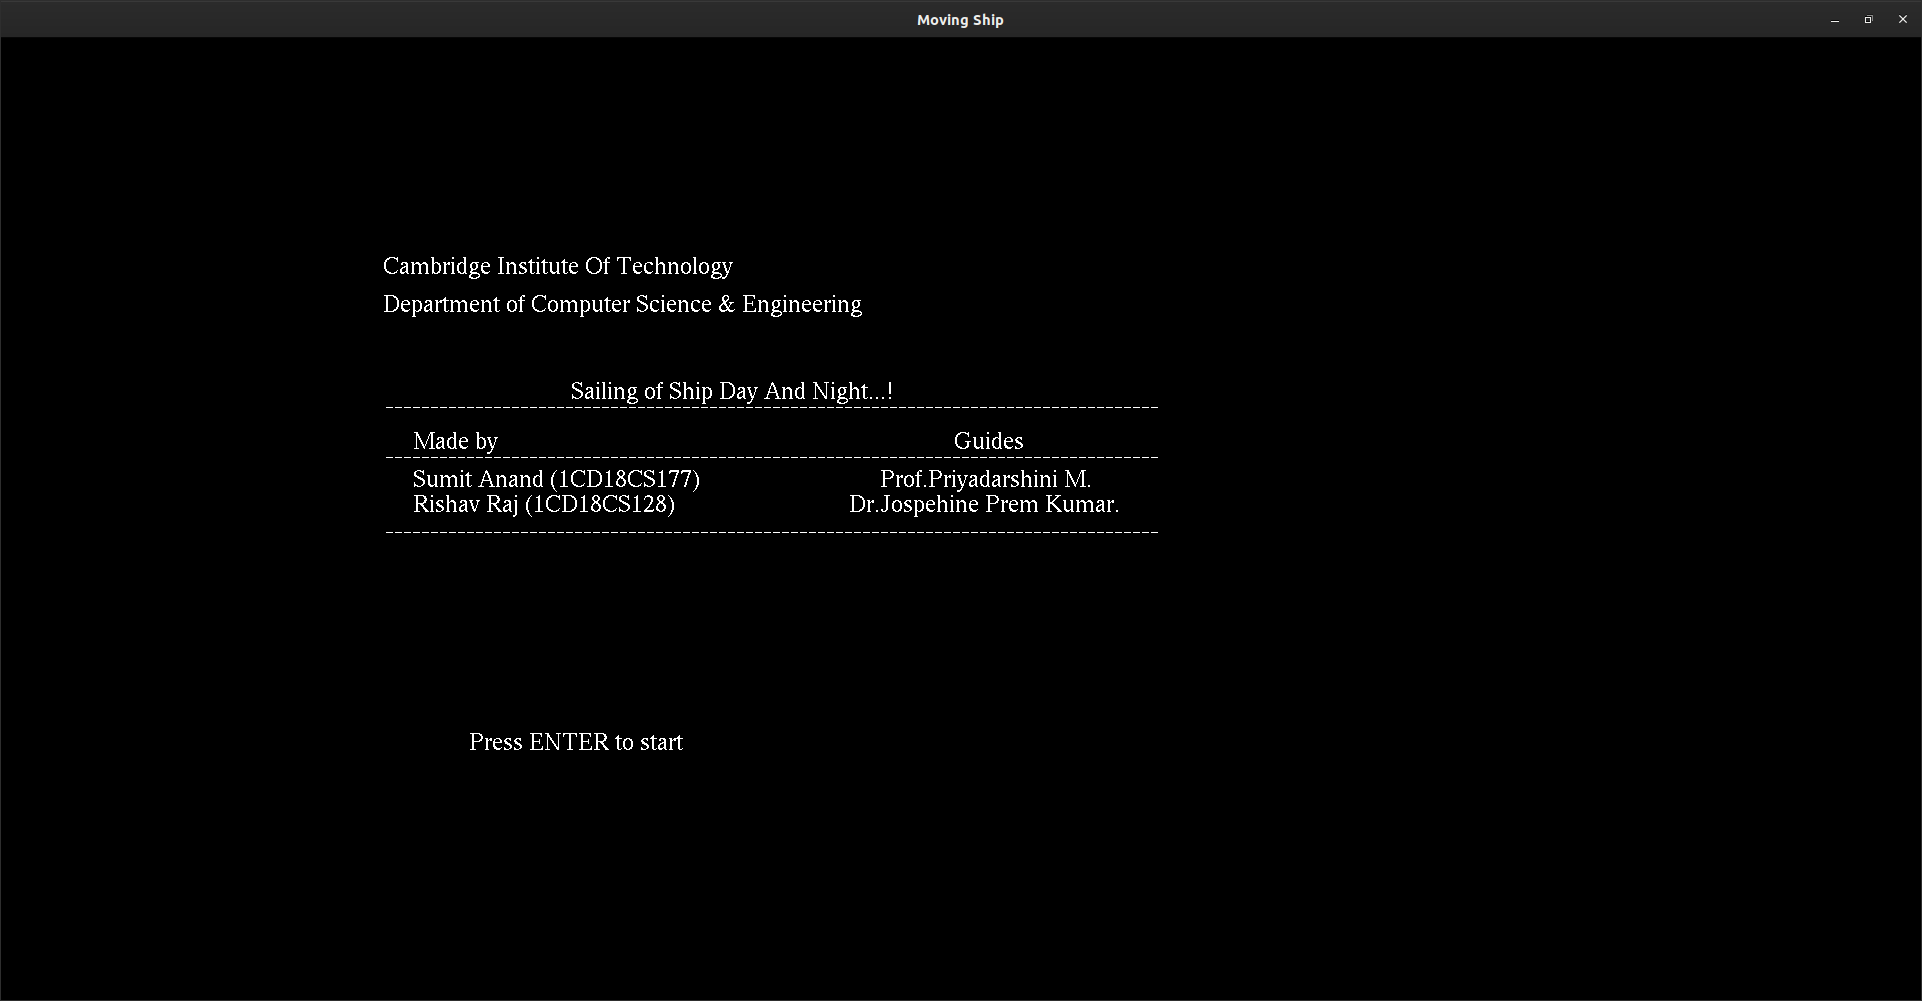 Moving Ship
Cambridge Institute Of Technology
Department of Computer Science & Engineering
Sailing of Ship Day And Night...!
Made by Guides
Sumit Anand (1CD18CS177) Prof.Priyadarshini M.
Rishav Raj (1CD18CS128) Dr.Jospehine Prem Kumar.
Press ENTER to start